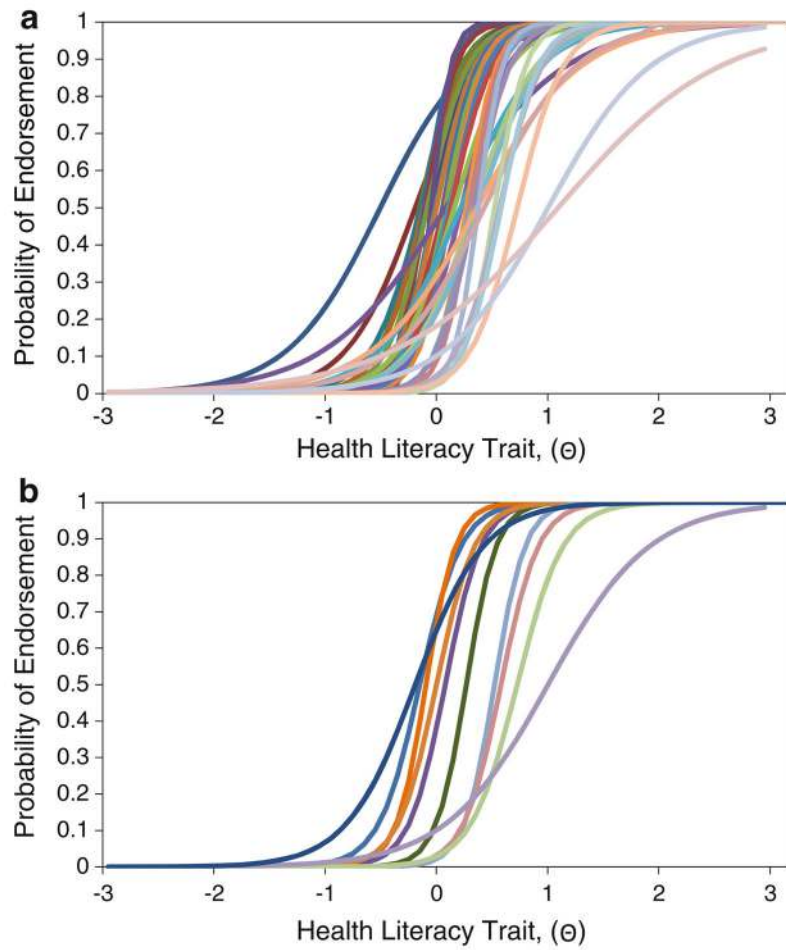 a
1
0.9
0.8
0.7
0.6
0.5
0.4
0.3
0.2
0.1
0
Probability of Endorsement
-3 -2 -1 0 1 2 3
Health Literacy Trait, (Θ)
b
1
0.9
0.8
0.7
0.6
0.5
0.4
0.3
0.2
0.1
0
Probability of Endorsement
-3 -2 -1 0 1 2 3
Health Literacy Trait, (Θ)